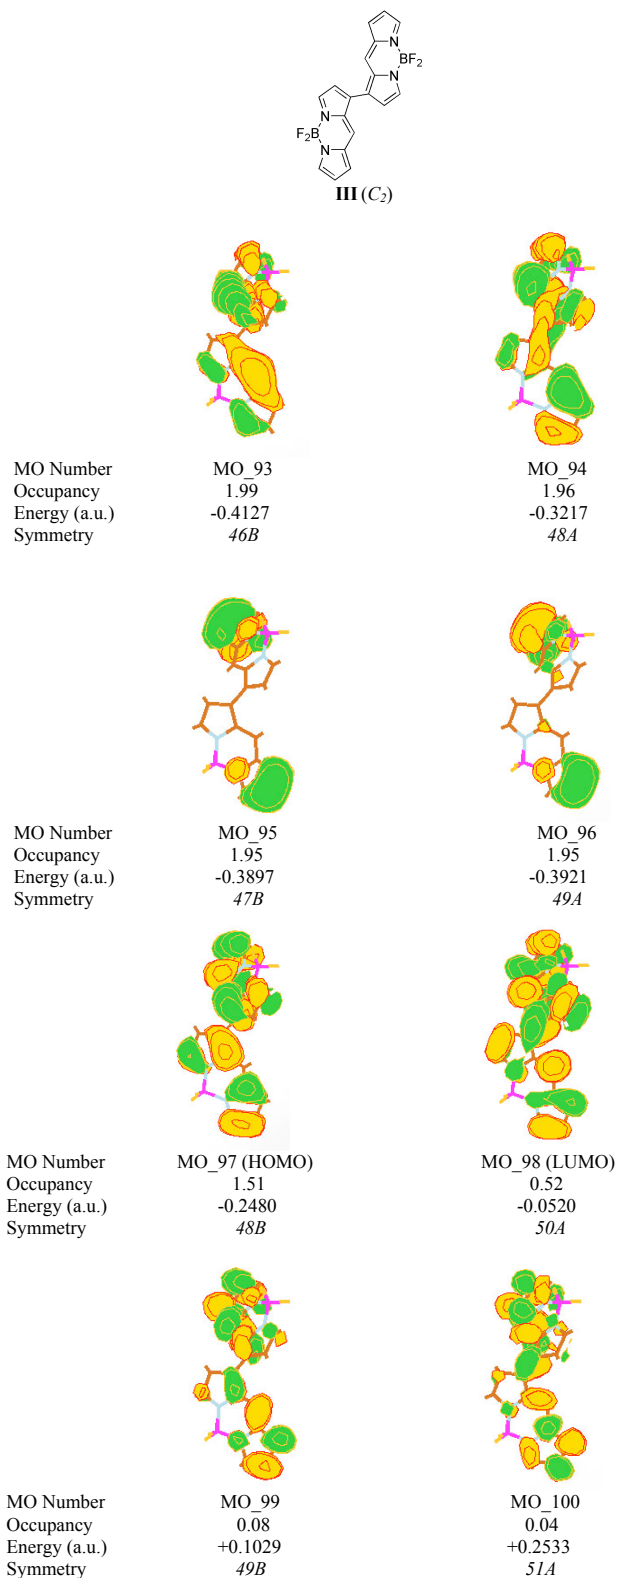 N
BF2
N
N
F2B
N
III (C2)
MO Number MO_93 MO_94
Occupancy 1.99 1.96
Energy (a.u.) -0.4127 -0.3217
Symmetry 46B 48A
MO Number MO_95 MO_96
Occupancy 1.95 1.95
Energy (a.u.) -0.3897 -0.3921
Symmetry 47B 49A
MO Number MO_97 (HOMO) MO_98 (LUMO)
Occupancy 1.51 0.52
Energy (a.u.) -0.2480 -0.0520
Symmetry 48B 50A
MO Number MO_99 MO_100
Occupancy 0.08 0.04
Energy (a.u.) +0.1029 +0.2533
Symmetry 49B 51A